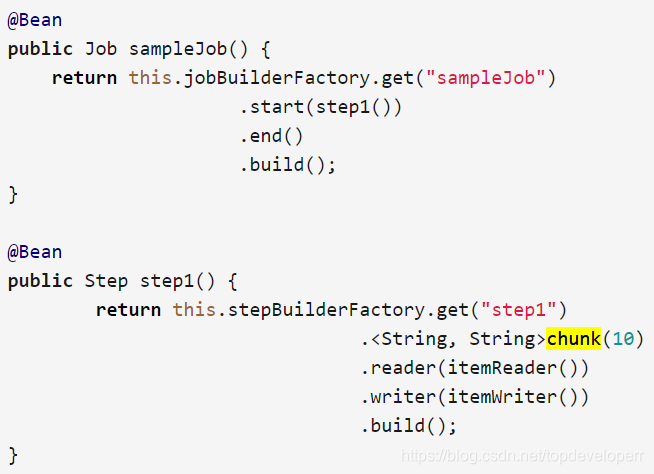 @Bean
public Job sampleJob() {
    return this.jobBuilderFactory.get("sampleJob")
                     .start(step1())
                     .end()
                     .build();
}

@Bean
public Step step1() {
        return this.stepBuilderFactory.get("step1")
                                .<String, String>chunk(10)
                                .reader(itemReader())
                                .writer(itemWriter())
                                .build();
}
https://blog.csdn.net/topdeveloperr